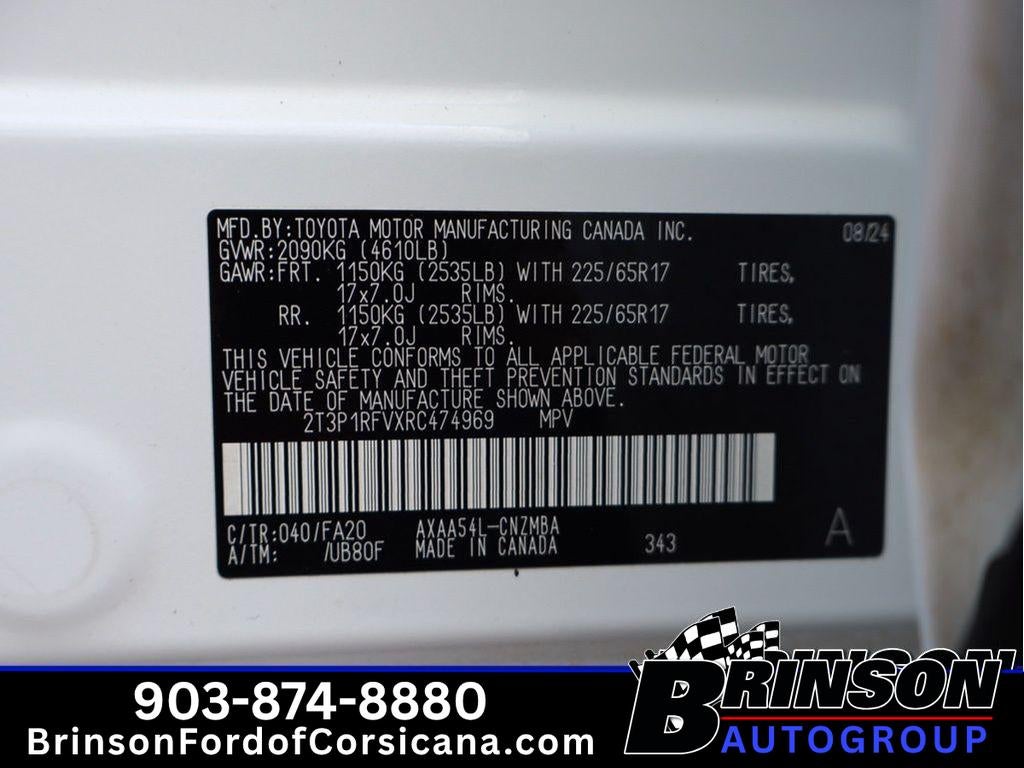 MFD.BY:TOYOTA MOTOR MANUFACTURING CANADA INC. 08/24
GVWR:2090KG (4610LB)
GAWR:FRT. 1150KG (2535LB) WITH 225/65R17 TIRES,
17x7.0J RIMS.
RR. 1150KG (2535LB) WITH 225/65R17 TIRES,
17x7.0J RIMS.
THIS VEHICLE CONFORMS TO ALL APPLICABLE FEDERAL MOTOR
VEHICLE SAFETY AND THEFT PREVENTION STANDARDS IN EFFECT ON
THE DATE OF MANUFACTURE SHOWN ABOVE.
2T3P1RFVXRC474969 MPV
C/TR:040/FA20 AXAA54L-CNZMBA
A/TM: /UB80F MADE IN CANADA 343 A
903-874-8880
BrinsonFordofCorsicana.com
BRINSON
AUTOGROUP